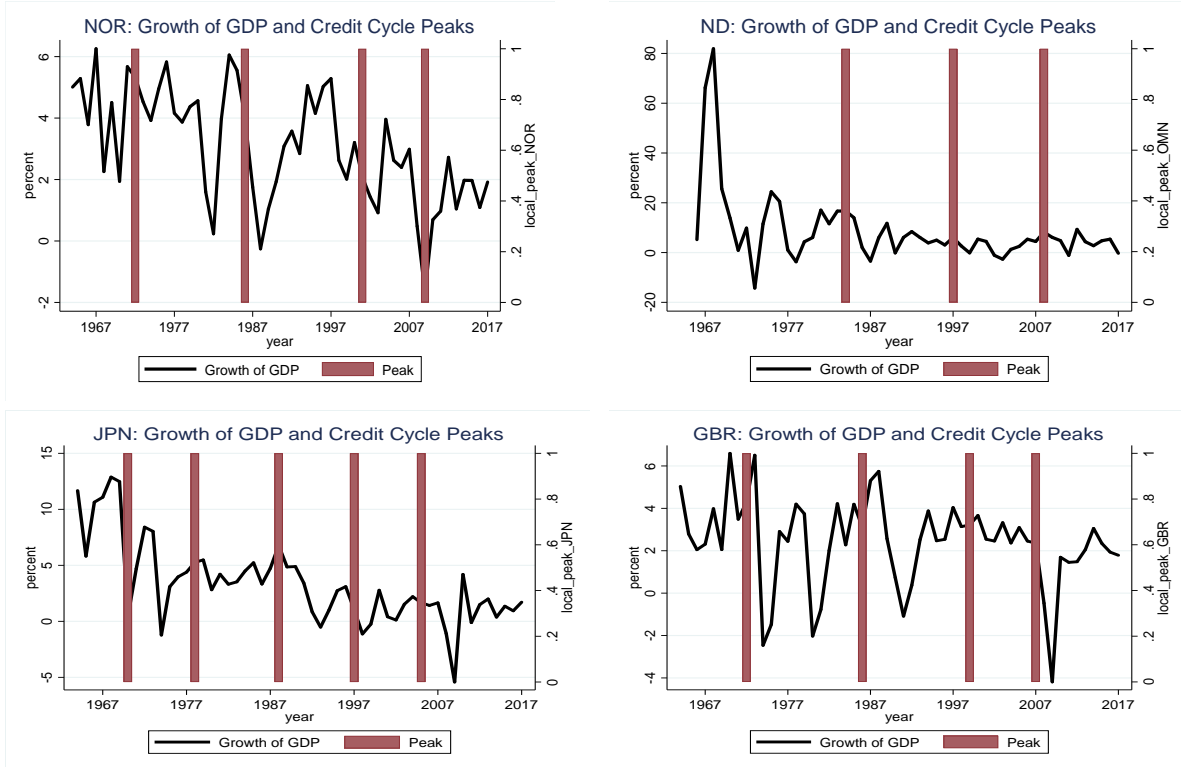 NOR: Growth of GDP and Credit Cycle Peaks
percent
6
4
2
0
-2
1
.8
.6
.4
.2
0
local_peak_NOR
1967 1977 1987 1997 2007 2017
year
Growth of GDP Peak
ND: Growth of GDP and Credit Cycle Peaks
percent
80
60
40
20
0
-20
1
.8
.6
.4
.2
0
local_peak_OMN
1967 1977 1987 1997 2007 2017
year
Growth of GDP Peak
JPN: Growth of GDP and Credit Cycle Peaks
percent
15
10
5
0
-5
1
.8
.6
.4
.2
0
local_peak_JPN
1967 1977 1987 1997 2007 2017
year
Growth of GDP Peak
GBR: Growth of GDP and Credit Cycle Peaks
percent
6
4
2
0
-2
-4
1
.8
.6
.4
.2
0
local_peak_GBR
1967 1977 1987 1997 2007 2017
year
Growth of GDP Peak